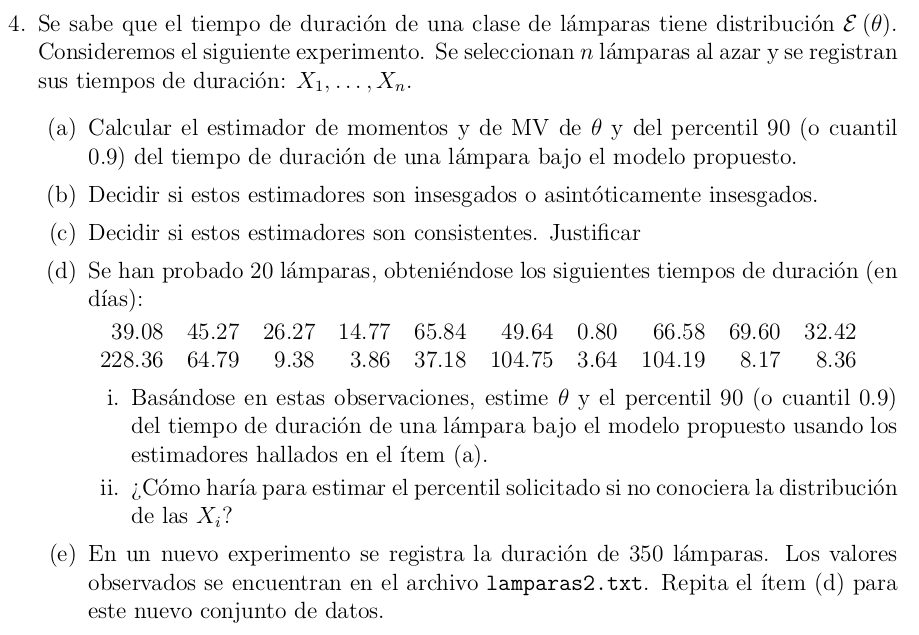 4. Se sabe que el tiempo de duración de una clase de lámparas tiene distribución ℰ (θ).
Consideremos el siguiente experimento. Se seleccionan n lámparas al azar y se registran
sus tiempos de duración: X₁, . . . , Xₙ.
(a) Calcular el estimador de momentos y de MV de θ y del percentil 90 (o cuantil
0.9) del tiempo de duración de una lámpara bajo el modelo propuesto.
(b) Decidir si estos estimadores son insesgados o asintóticamente insesgados.
(c) Decidir si estos estimadores son consistentes. Justificar
(d) Se han probado 20 lámparas, obteniéndose los siguientes tiempos de duración (en
días):
39.08 45.27 26.27 14.77 65.84 49.64 0.80 66.58 69.60 32.42
228.36 64.79 9.38 3.86 37.18 104.75 3.64 104.19 8.17 8.36
i. Basándose en estas observaciones, estime θ y el percentil 90 (o cuantil 0.9)
del tiempo de duración de una lámpara bajo el modelo propuesto usando los
estimadores hallados en el ítem (a).
ii. ¿Cómo haría para estimar el percentil solicitado si no conociera la distribución
de las Xᵢ?
(e) En un nuevo experimento se registra la duración de 350 lámparas. Los valores
observados se encuentran en el archivo lamparas2.txt. Repita el ítem (d) para
este nuevo conjunto de datos.